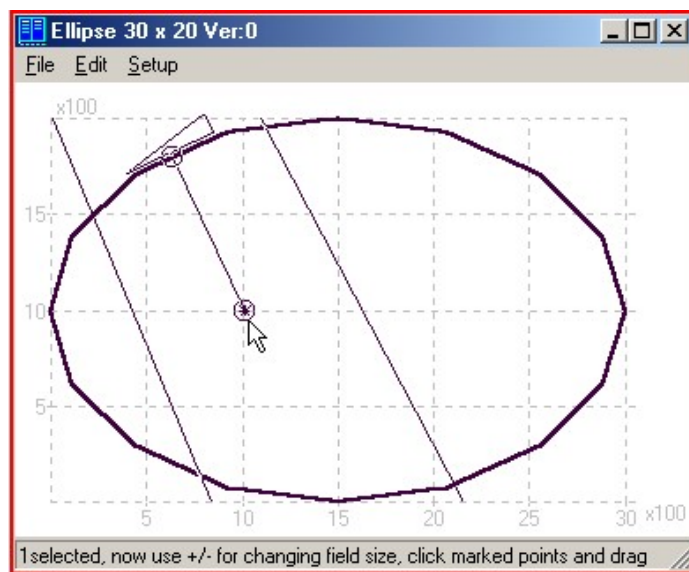 Ellipse 30 x 20 Ver:0
File Edit Setup
x100
15
10
5
5 10 15 20 25 30 x100
1selected, now use +/- for changing field size, click marked points and drag